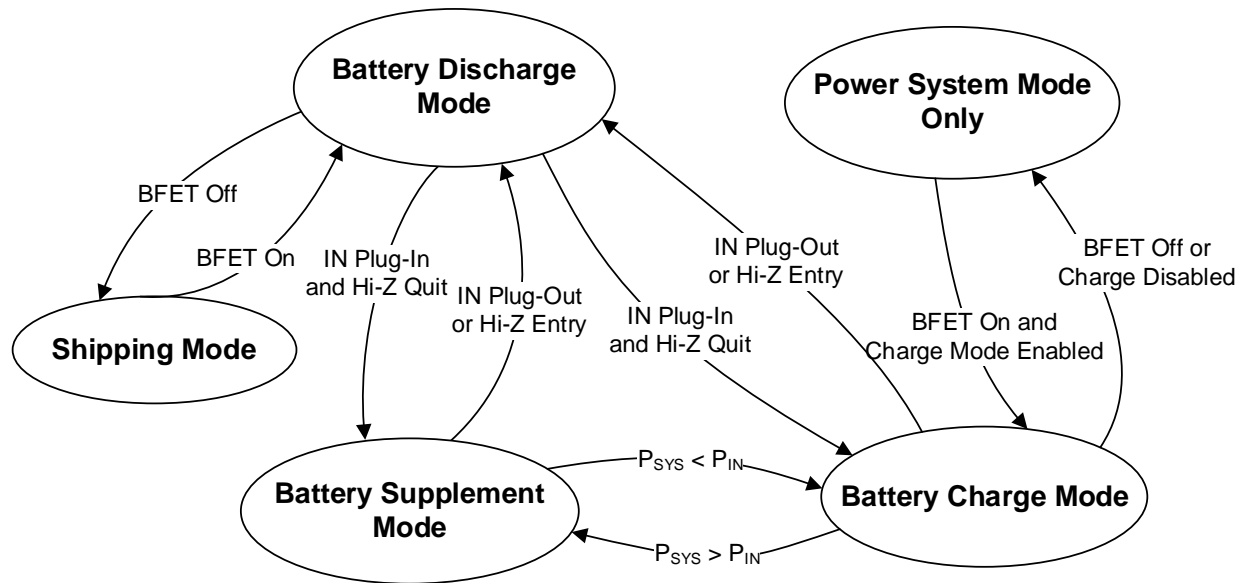 Battery Discharge
Mode
Power System Mode
Only
BFET Off
BFET On
IN Plug-In
and Hi-Z Quit
IN Plug-Out
or Hi-Z Entry
IN Plug-In
and Hi-Z Quit
IN Plug-Out
or Hi-Z Entry
BFET Off or
Charge Disabled
BFET On and
Charge Mode Enabled
Shipping Mode
Battery Supplement
Mode
PSYS < PIN
PSYS > PIN
Battery Charge Mode